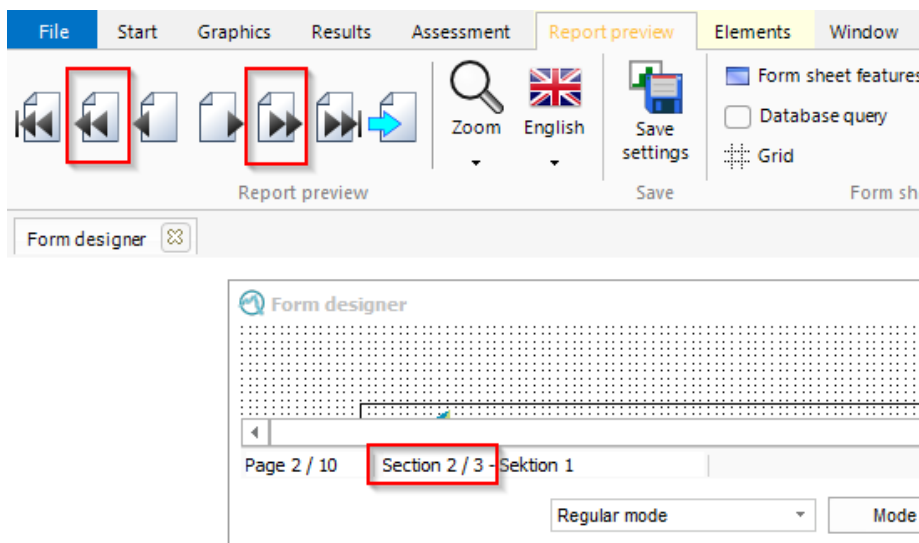 File Start Graphics Results Assessment Report preview Elements Window
Zoom English Save settings
Form sheet features
Database query
Grid
Report preview Save Form sh
Form designer
Form designer
Page 2 / 10 Section 2 / 3 - Sektion 1
Regular mode Mode